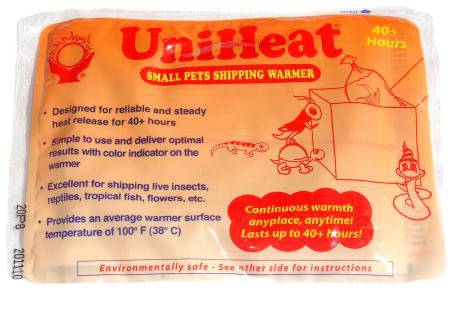 UniHeat®
40+
Hours
SMALL PETS SHIPPING WARMER
• Designed for reliable and steady
heat release for 40+ hours
• Simple to use and deliver optimal
results with color indicator on the
warmer
• Excellent for shipping live insects,
reptiles, tropical fish, flowers, etc.
• Provides an average warmer surface
temperature of 100° F (38° C)
Continuous warmth
anyplace, anytime!
Lasts up to 40+ hours!
Environmentally safe - See other side for instructions
20P8 201110